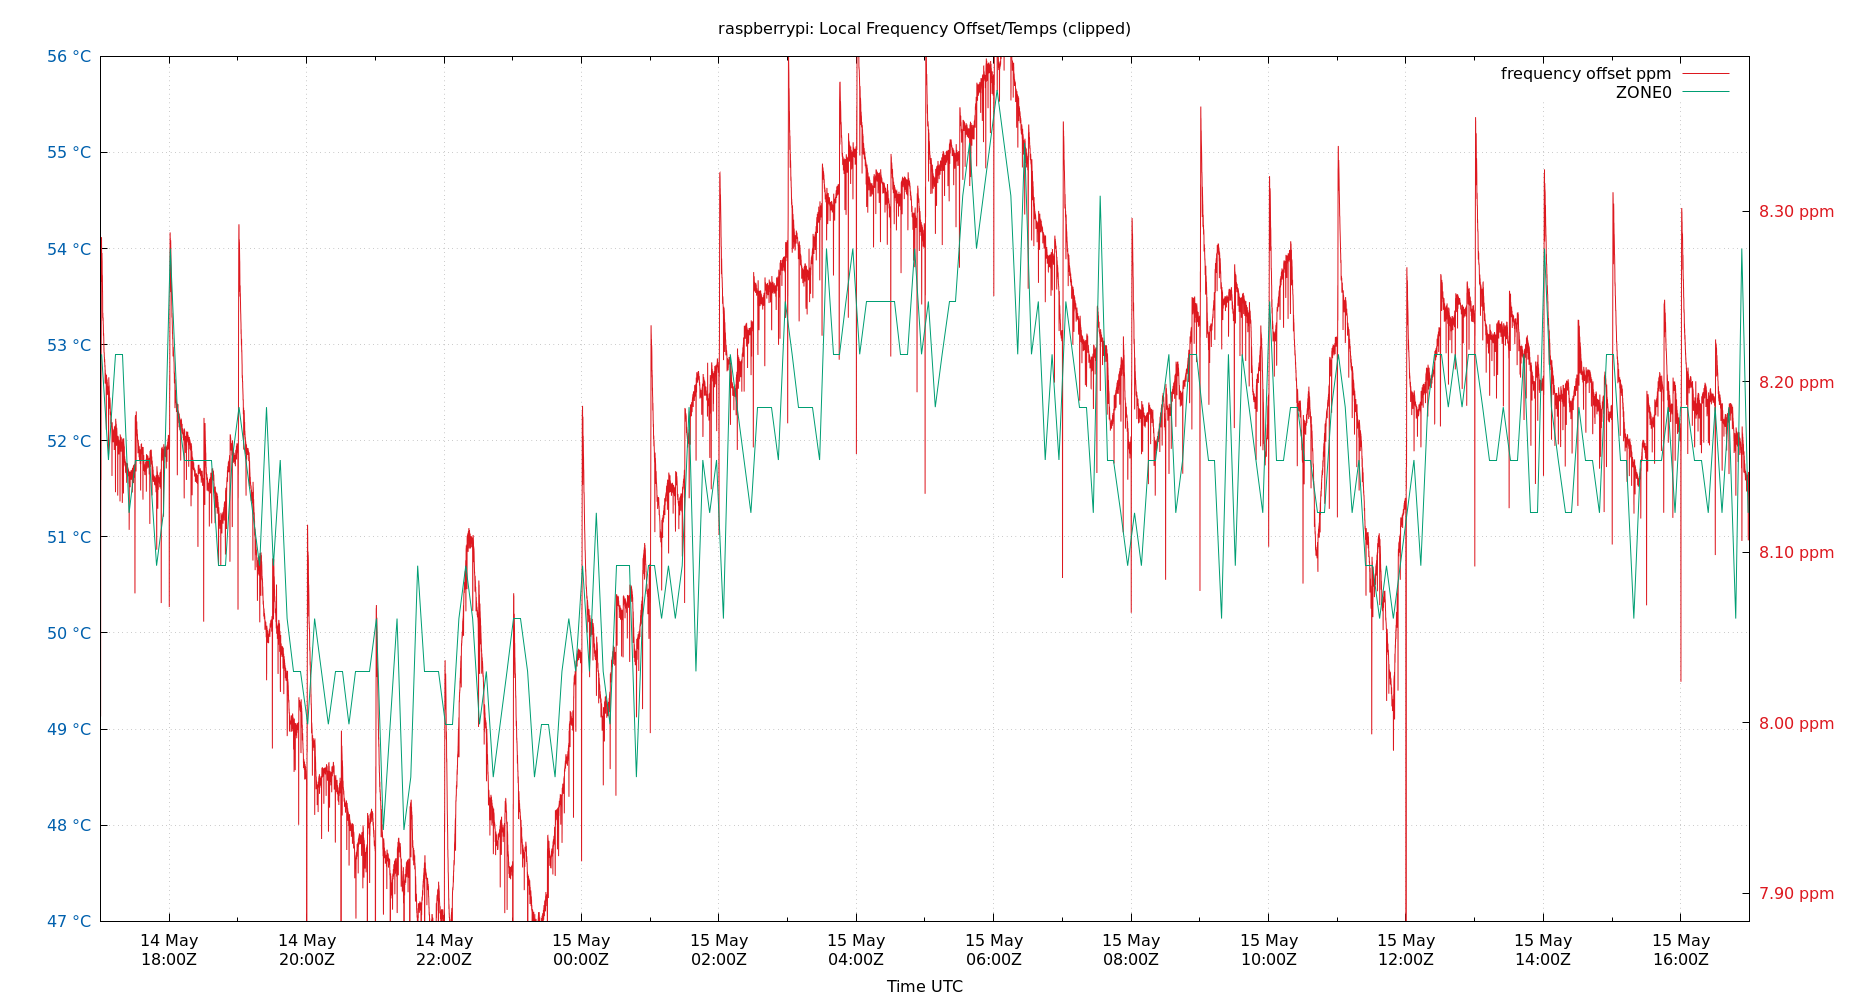 raspberrypi: Local Frequency Offset/Temps (clipped)
56 °C
55 °C
54 °C
53 °C
52 °C
51 °C
50 °C
49 °C
48 °C
47 °C
frequency offset ppm
ZONE0
8.30 ppm
8.20 ppm
8.10 ppm
8.00 ppm
7.90 ppm
14 May 14 May 14 May 15 May 15 May 15 May 15 May 15 May 15 May 15 May 15 May 15 May
18:00Z 20:00Z 22:00Z 00:00Z 02:00Z 04:00Z 06:00Z 08:00Z 10:00Z 12:00Z 14:00Z 16:00Z
Time UTC